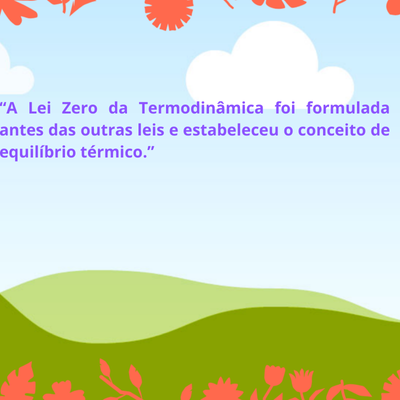 “A Lei Zero da Termodinâmica foi formulada
antes das outras leis e estabeleceu o conceito de
equilíbrio térmico.”